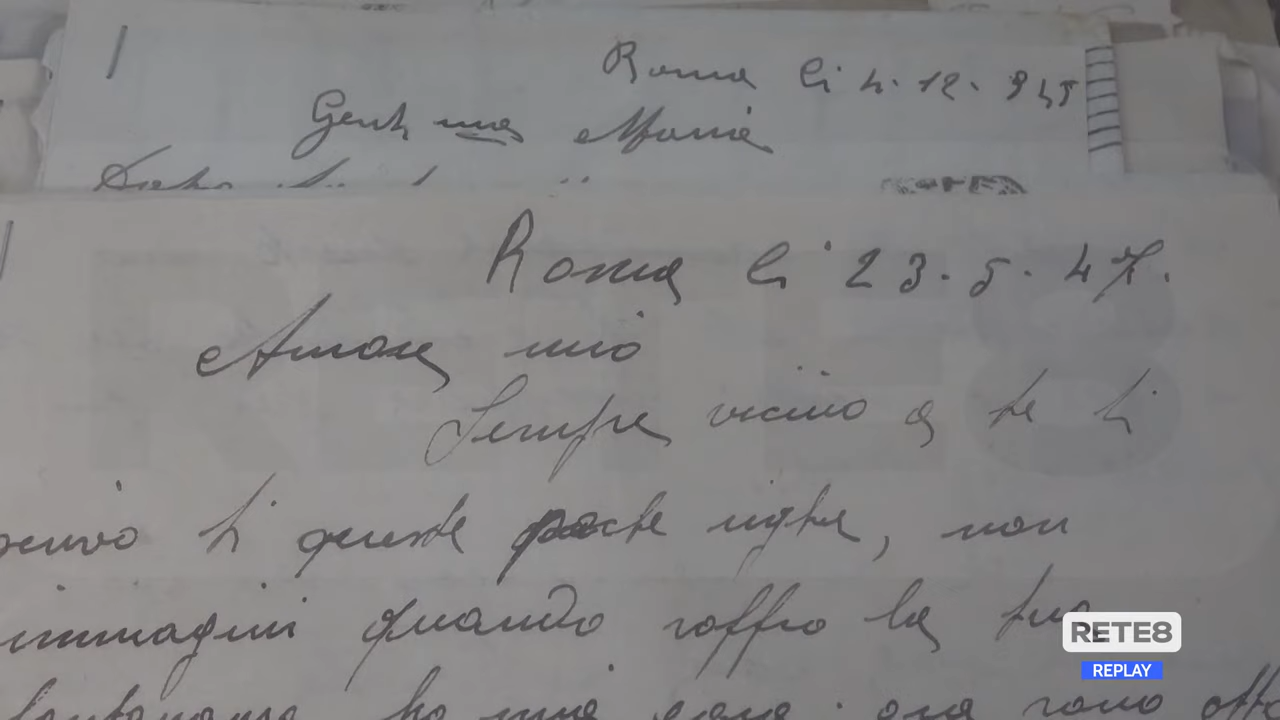 Roma li 4.12.945
Gent ma Maria
Roma li 23.5.47.
Amore mio
Sempre vicino a te ti
scrivo ti queste poche righe, non
immagini quando soffro la tua
lontananza
RETE8
REPLAY